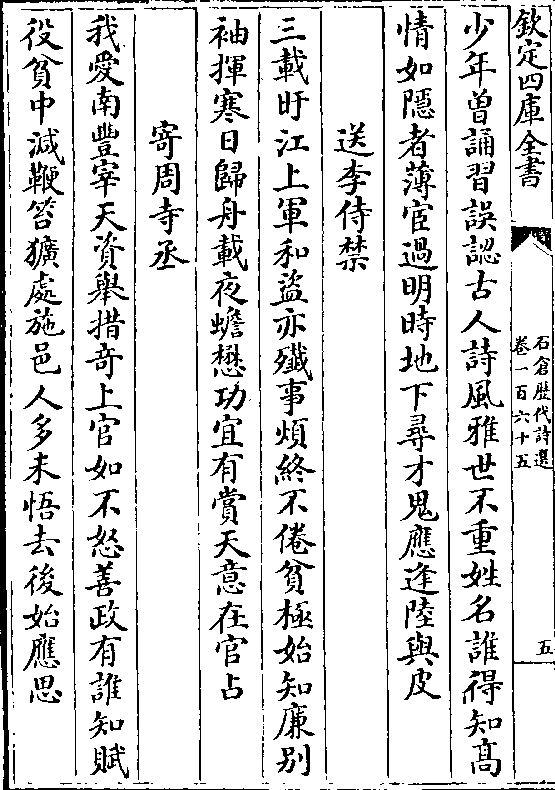 欽定四庫全書
石倉歷代詩選
卷一百六十五
五
少年曽誦習誤認古人詩風雅世不重姓名誰得知髙
情如隱者薄宦過明時地下尋才鬼應逢陸與皮
送李侍禁
三載旴江上軍和盜亦殱事煩終不倦貧極始知廉别
袖揮寒日歸舟載夜蟾懋功宜有賞天意在官占
寄周寺丞
我愛南豐宰天資舉措竒上官如不怒善政有誰知賦
役貧中減鞭笞獷處施邑人多未悟去後始應思